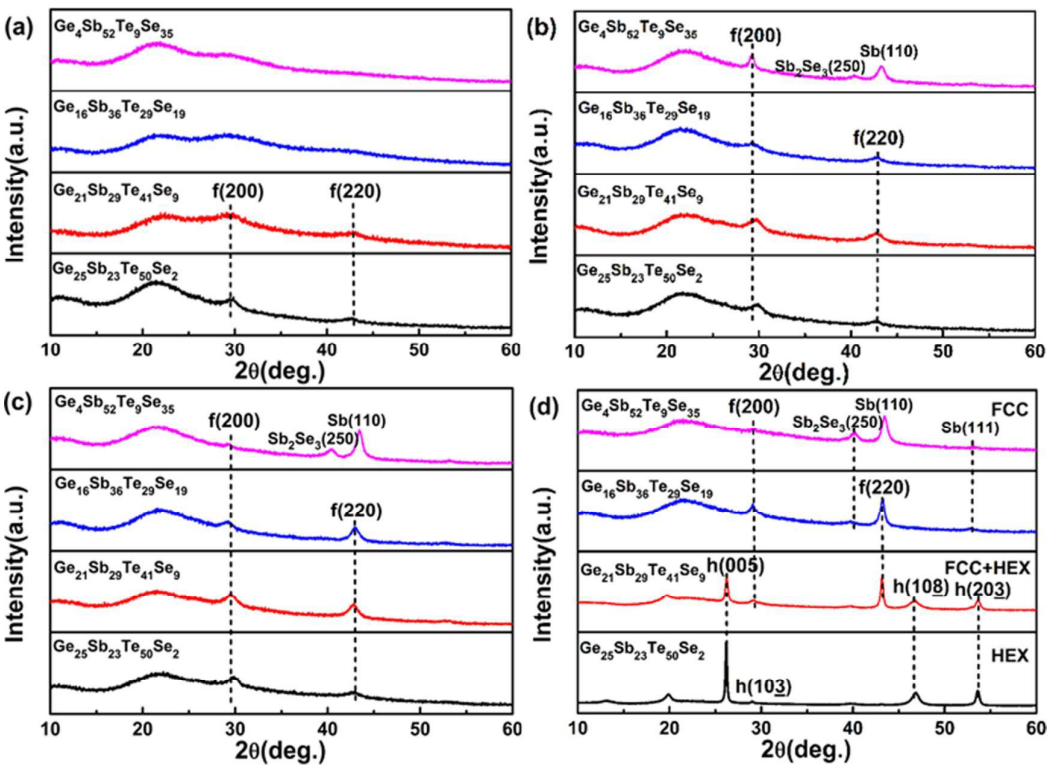 (a)
Ge4Sb52Te9Se35
Ge16Sb36Te29Se19
Ge21Sb29Te41Se9
f(200)
f(220)
Ge25Sb23Te50Se2
Intensity(a.u.)
10 20 30 40 50 60
2θ(deg.)
(b)
Ge4Sb52Te9Se35
f(200)
Sb2Se3(250)
Sb(110)
Ge16Sb36Te29Se19
f(220)
Ge21Sb29Te41Se9
Ge25Sb23Te50Se2
Intensity(a.u.)
10 20 30 40 50 60
2θ(deg.)
(c)
Ge4Sb52Te9Se35
f(200)
Sb2Se3(250)
Sb(110)
Ge16Sb36Te29Se19
f(220)
Ge21Sb29Te41Se9
Ge25Sb23Te50Se2
Intensity(a.u.)
10 20 30 40 50 60
2θ(deg.)
(d)
Ge4Sb52Te9Se35
f(200)
Sb2Se3(250)
Sb(110)
FCC
Sb(111)
Ge16Sb36Te29Se19
f(220)
Ge21Sb29Te41Se9
h(005)
FCC+HEX
h(108)
h(203)
Ge25Sb23Te50Se2
h(103)
HEX
Intensity(a.u.)
10 20 30 40 50 60
2θ(deg.)